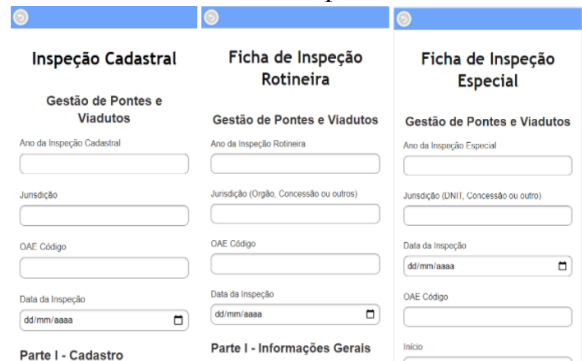 Inspeção Cadastral
Gestão de Pontes e
Viadutos
Ano da Inspeção Cadastral
Jurisdição
OAE Código
Data da Inspeção
dd/mm/aaaa
Parte I - Cadastro
Ficha de Inspeção
Rotineira
Gestão de Pontes e Viadutos
Ano da Inspeção Rotineira
Jurisdição (Orgão, Concessão ou outros)
OAE Código
Data da Inspeção
dd/mm/aaaa
Parte I - Informações Gerais
Ficha de Inspeção
Especial
Gestão de Pontes e Viadutos
Ano da Inspeção Especial
Jurisdição (DNIT, Concessão ou outro)
Data da Inspeção
dd/mm/aaaa
OAE Código
Início